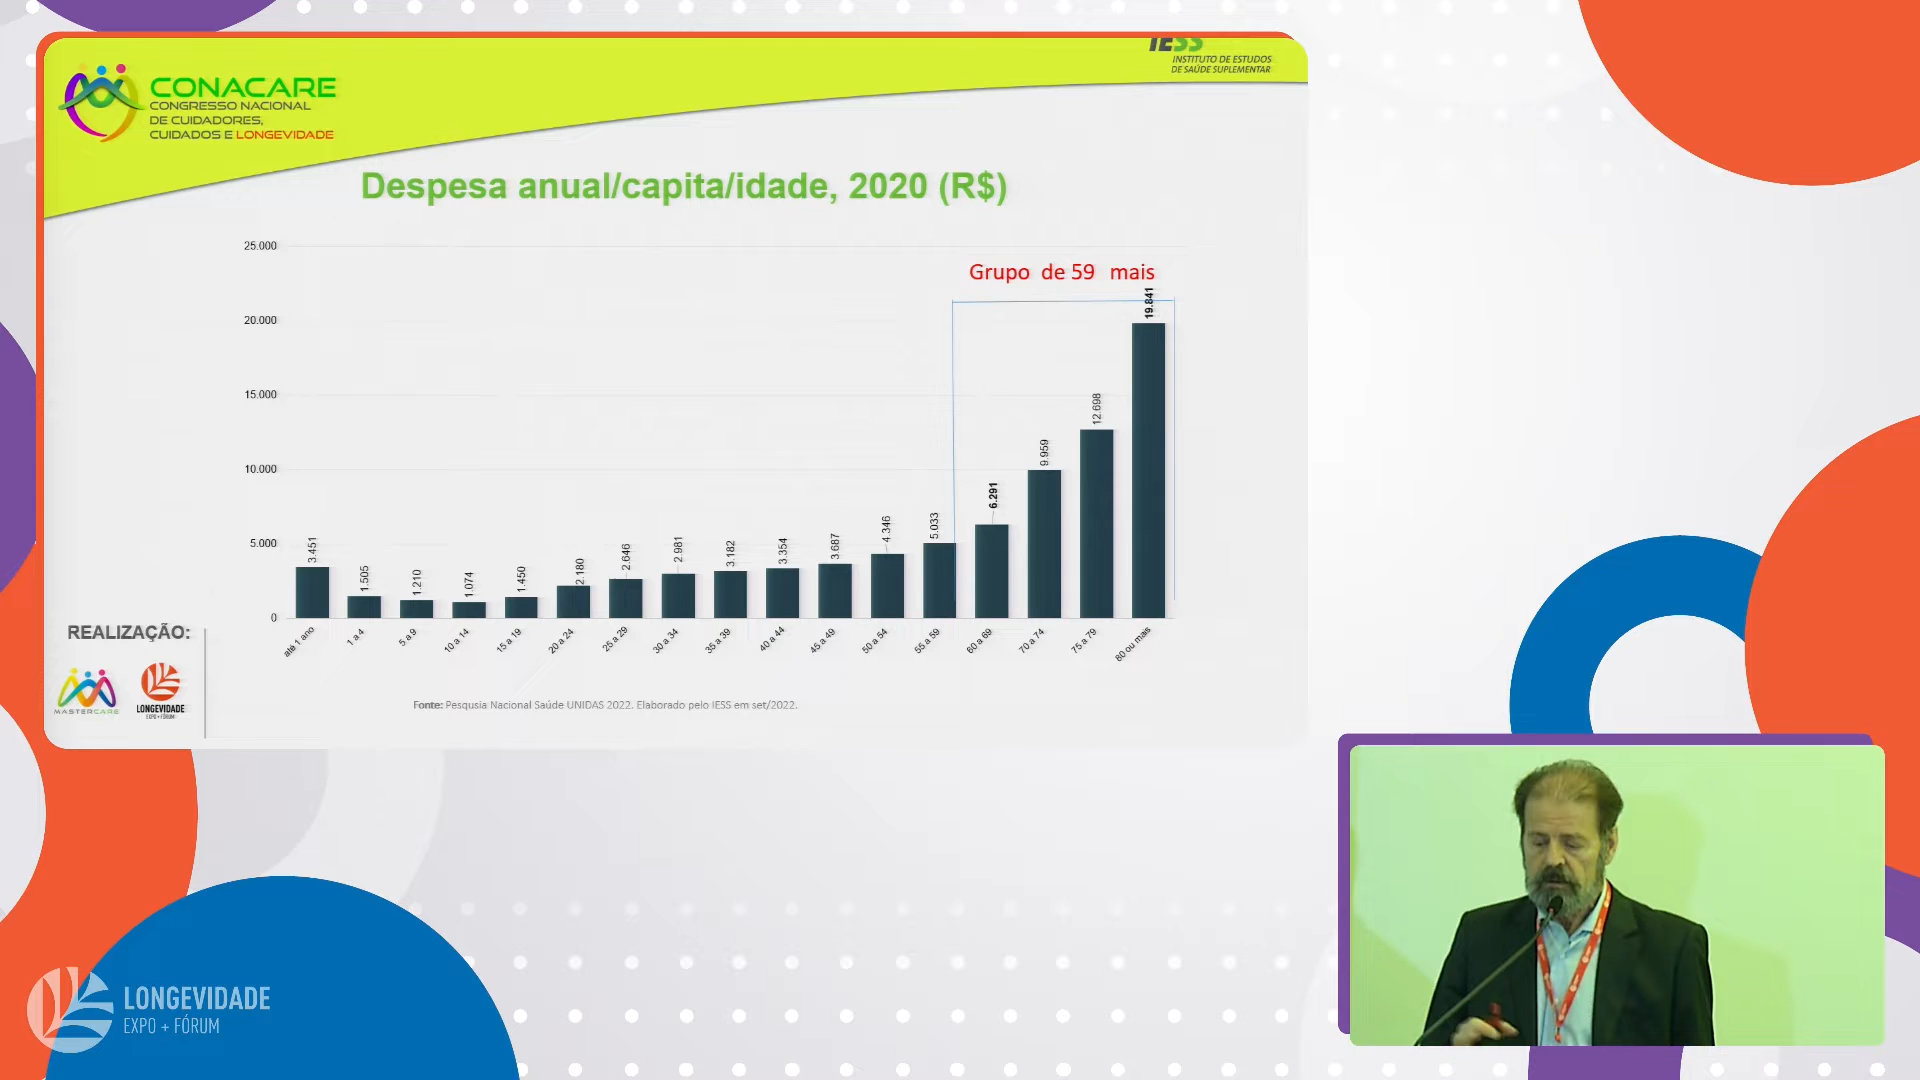 IESS
INSTITUTO DE ESTUDOS
DE SAÚDE SUPLEMENTAR
CONACARE
CONGRESSO NACIONAL
DE CUIDADORES,
CUIDADOS E LONGEVIDADE
Despesa anual/capita/idade, 2020 (R$)
Grupo de 59 mais
25.000
20.000
15.000
10.000
5.000
0
3.451
1.505
1.210
1.074
1.450
2.180
2.646
2.981
3.182
3.354
3.687
4.346
5.033
6.291
9.959
12.698
19.841
até 1 ano
1 a 4
5 a 9
10 a 14
15 a 19
20 a 24
25 a 29
30 a 34
35 a 39
40 a 44
45 a 49
50 a 54
55 a 59
60 a 69
70 a 74
75 a 79
80 ou mais
Fonte: Pesqusia Nacional Saúde UNIDAS 2022. Elaborado pelo IESS em set/2022.
REALIZAÇÃO:
MASTERCARE
LONGEVIDADE
EXPO + FÓRUM
LONGEVIDADE
EXPO + FÓRUM